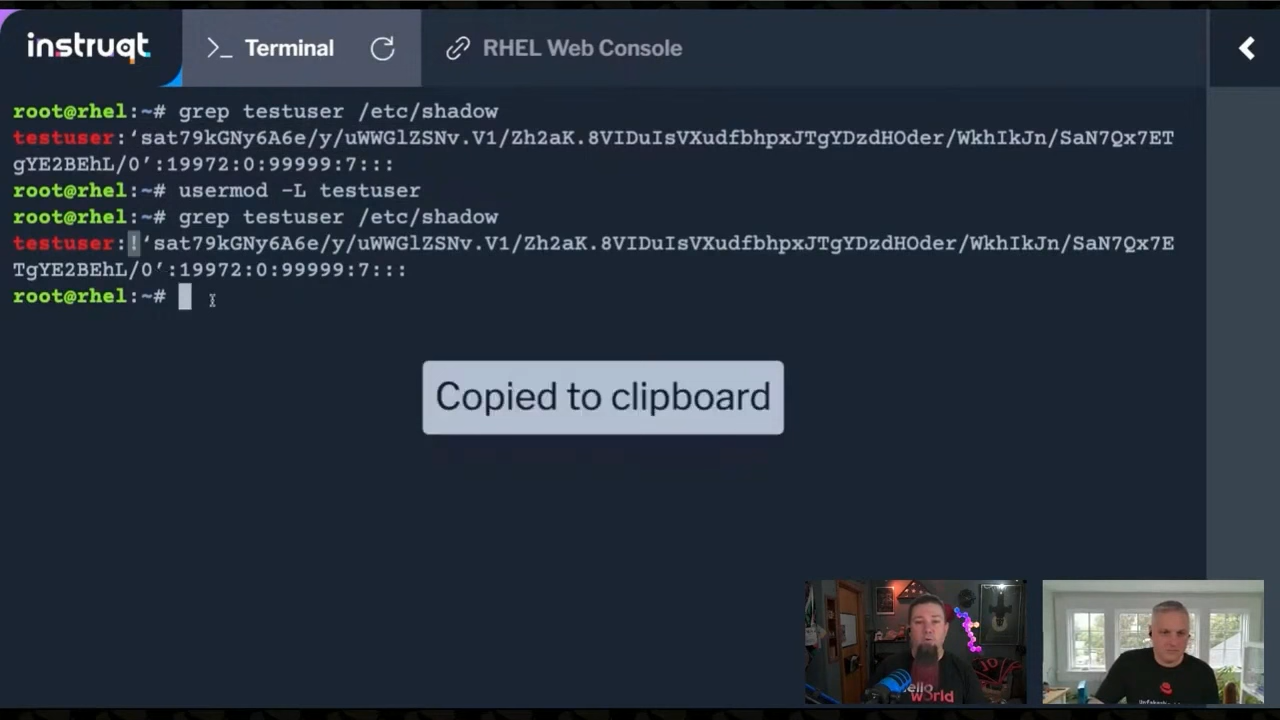 instruqt
>_ Terminal
RHEL Web Console
root@rhel:~# grep testuser /etc/shadow
testuser:‘sat79kGNy6A6e/y/uWWGlZSNv.V1/Zh2aK.8VIDuIsVXudfbhpxJTgYDzdHOder/WkhIkJn/SaN7Qx7ET
gYE2BEhL/0’:19972:0:99999:7:::
root@rhel:~# usermod -L testuser
root@rhel:~# grep testuser /etc/shadow
testuser:!‘sat79kGNy6A6e/y/uWWGlZSNv.V1/Zh2aK.8VIDuIsVXudfbhpxJTgYDzdHOder/WkhIkJn/SaN7Qx7E
TgYE2BEhL/0’:19972:0:99999:7:::
root@rhel:~#
Copied to clipboard
Hello
world